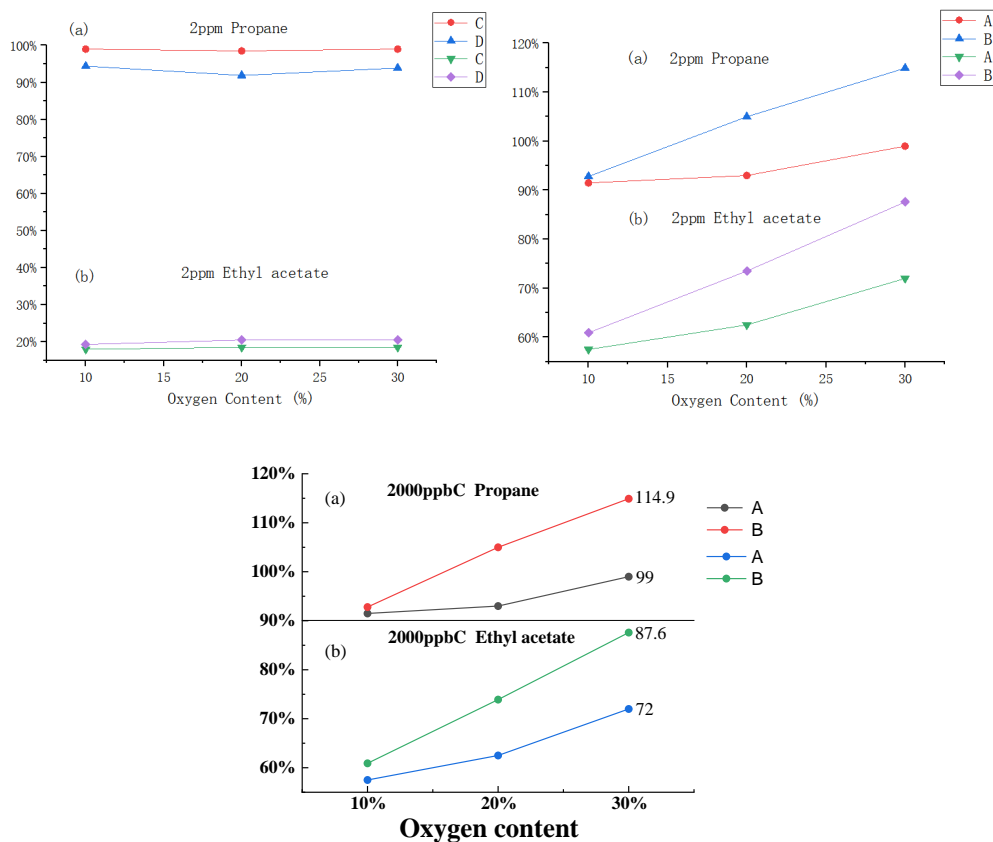 (a) 2ppm Propane
C
D
C
D
100%
90%
80%
70%
60%
50%
40%
30%
20%
(b) 2ppm Ethyl acetate
10 15 20 25 30
Oxygen Content (%)
A
B
A
B
120%
110%
100%
90%
80%
70%
60%
(a) 2ppm Propane
(b) 2ppm Ethyl acetate
10 15 20 25 30
Oxygen Content (%)
120%
110%
100%
90%
80%
70%
60%
(a) 2000ppbC Propane
114.9
99
(b) 2000ppbC Ethyl acetate
87.6
72
A
B
A
B
10% 20% 30%
Oxygen content